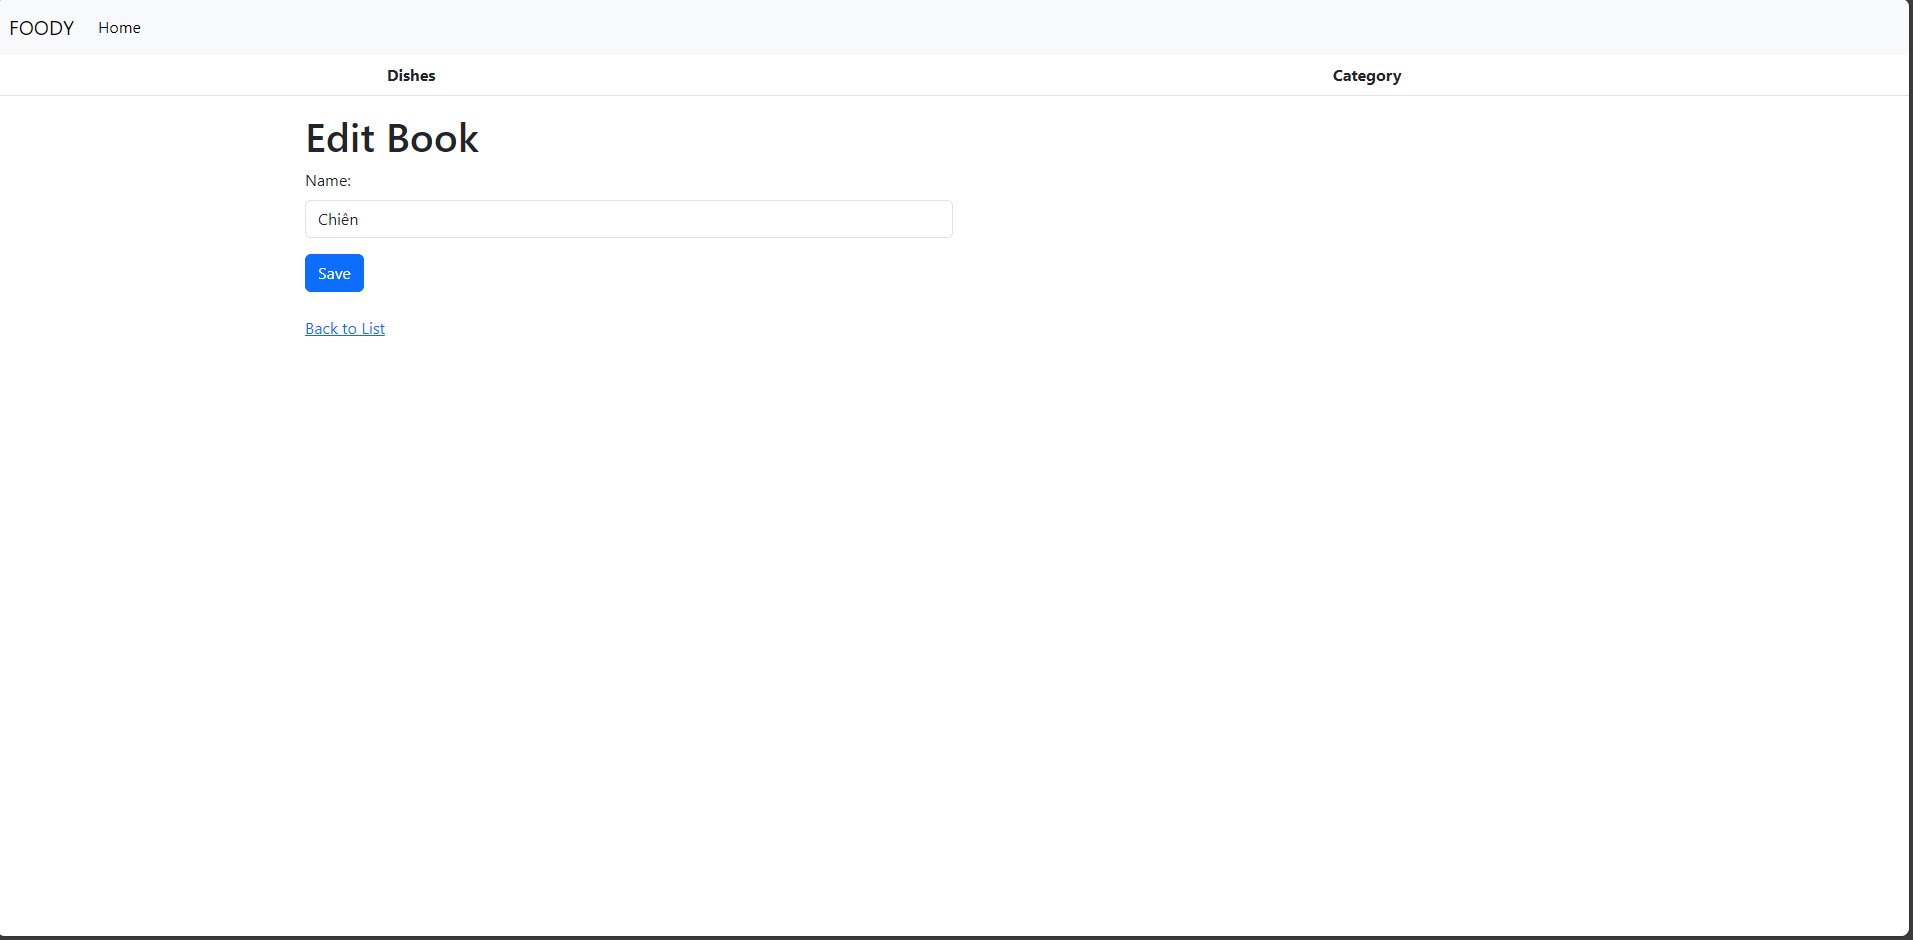 FOODY Home
Dishes Category
Edit Book
Name:
Chiên
Save
Back to List